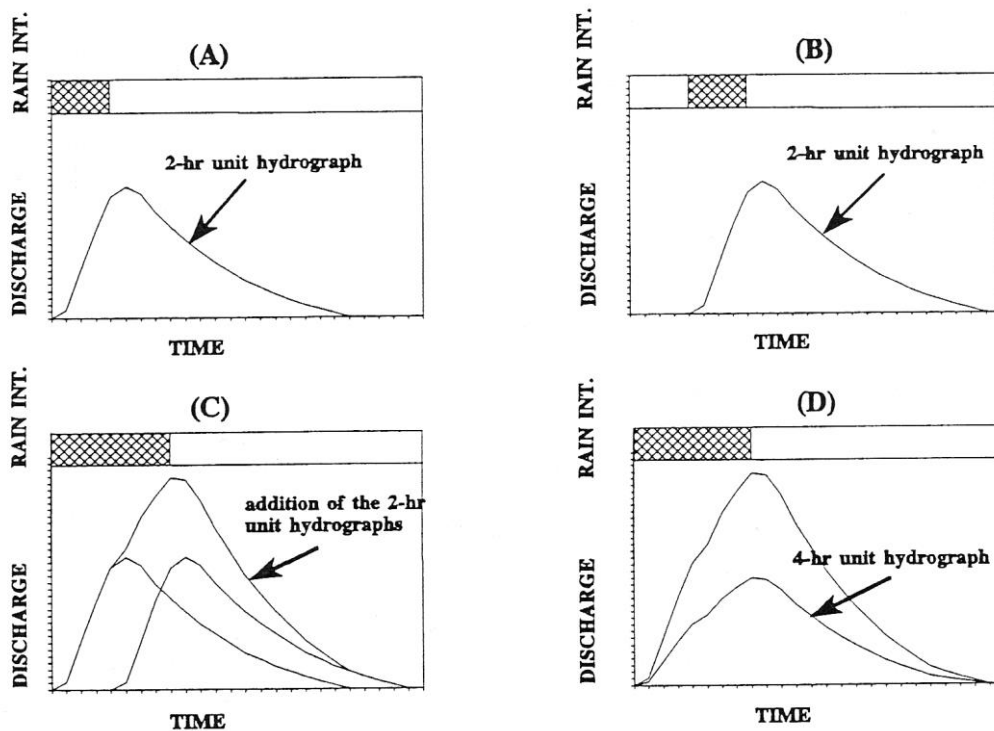 (A)
RAIN INT.
2-hr unit hydrograph
DISCHARGE
TIME
(B)
RAIN INT.
2-hr unit hydrograph
DISCHARGE
TIME
(C)
RAIN INT.
addition of the 2-hr
unit hydrographs
DISCHARGE
TIME
(D)
RAIN INT.
4-hr unit hydrograph
DISCHARGE
TIME